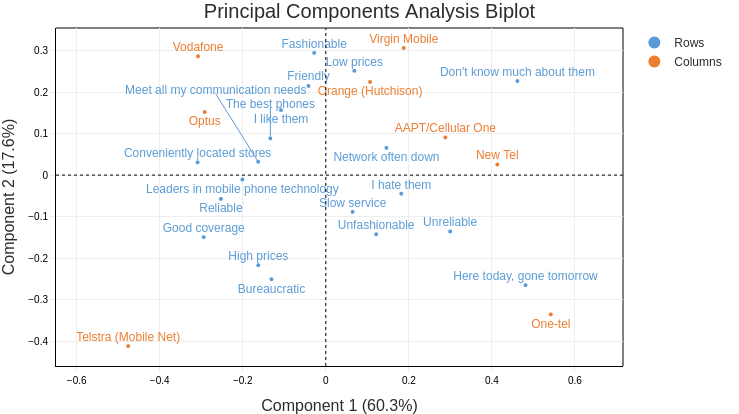 Principal Components Analysis Biplot
Rows
Columns
Component 2 (17.6%)
0.3
0.2
0.1
0
−0.1
−0.2
−0.3
−0.4
Vodafone
Fashionable
Virgin Mobile
Low prices
Friendly
Don't know much about them
Meet all my communication needs
Orange (Hutchison)
The best phones
I like them
Optus
AAPT/Cellular One
Conveniently located stores
Network often down
New Tel
Leaders in mobile phone technology
I hate them
Reliable
Slow service
Good coverage
Unfashionable
Unreliable
High prices
Here today, gone tomorrow
Bureaucratic
Telstra (Mobile Net)
One-tel
−0.6
−0.4
−0.2
0
0.2
0.4
0.6
Component 1 (60.3%)